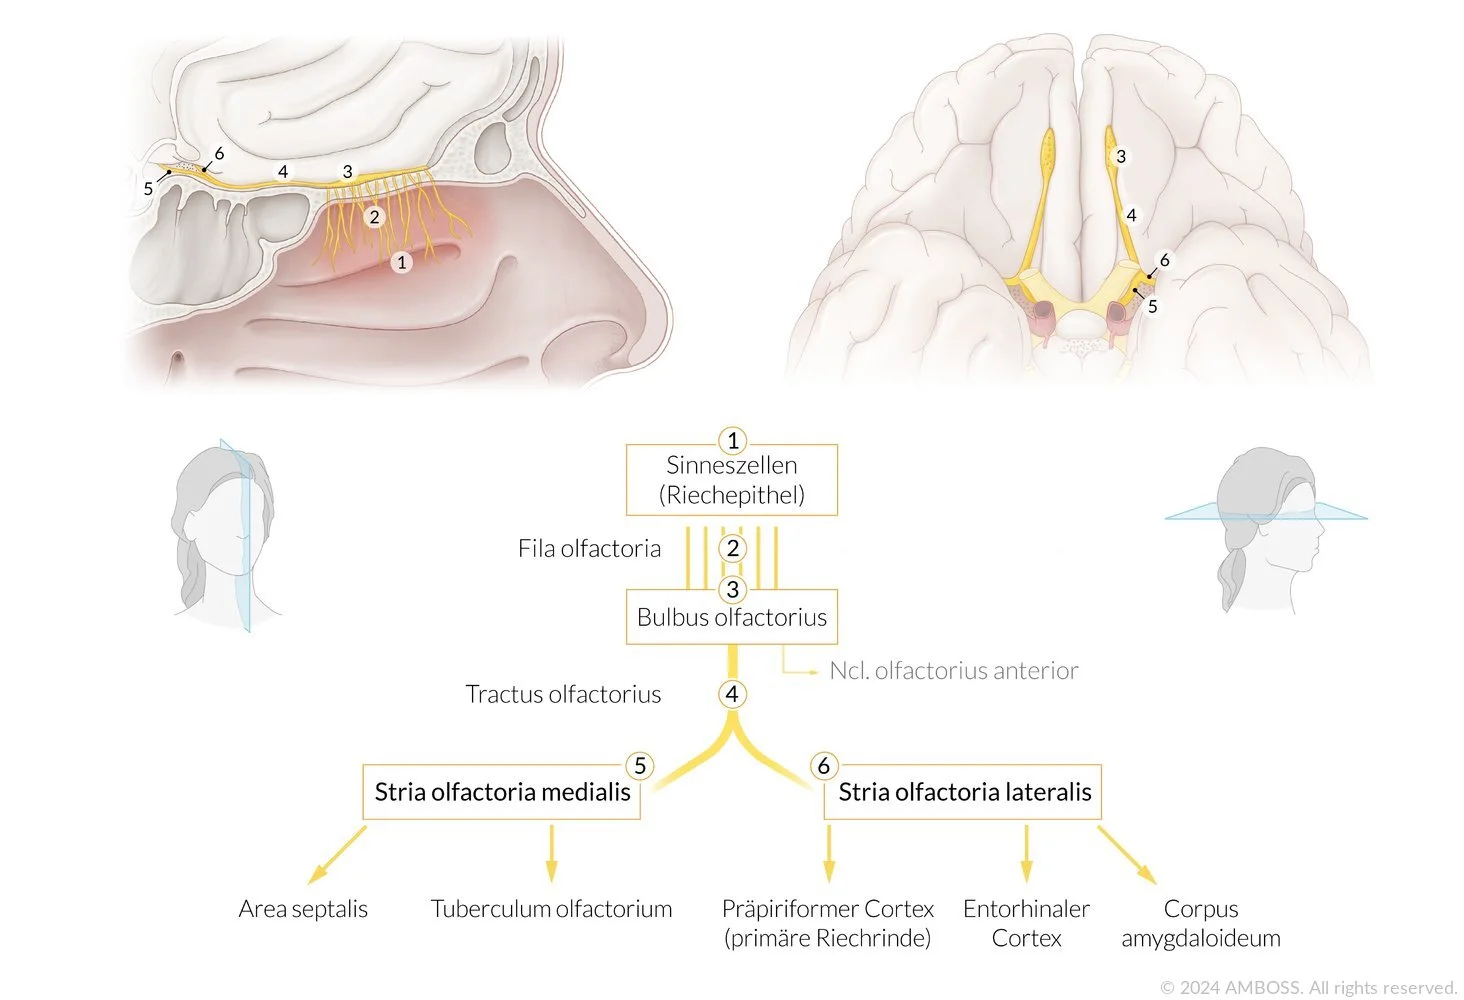 6
4
3
5
2
1
3
4
6
5
1
Sinneszellen
(Riechepithel)
Fila olfactoria
2
3
Bulbus olfactorius
Ncl. olfactorius anterior
Tractus olfactorius
4
5
6
Stria olfactoria medialis
Stria olfactoria lateralis
Area septalis
Tuberculum olfactorium
Präpiriformer Cortex
(primäre Riechrinde)
Entorhinaler
Cortex
Corpus
amygdaloideum
© 2024 AMBOSS. All rights reserved.